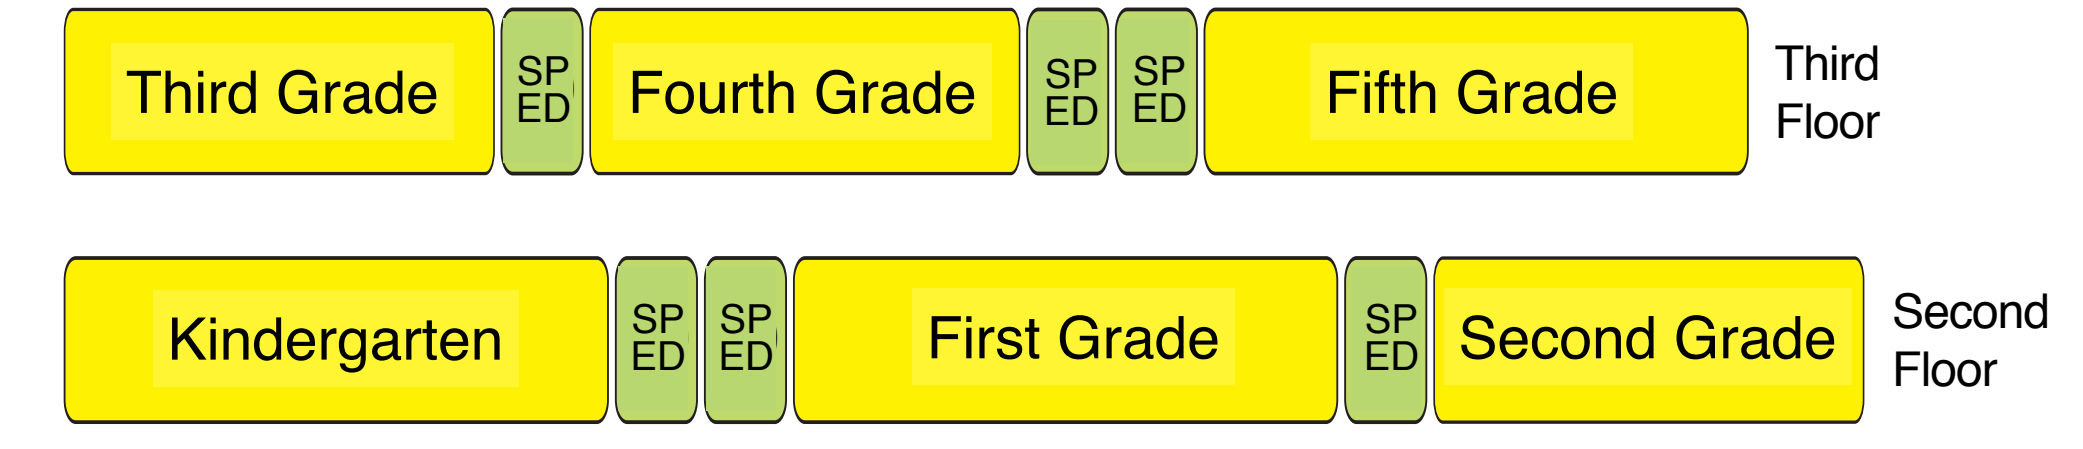 Third Grade
SP
ED
Fourth Grade
SP
ED
SP
ED
Fifth Grade
Third
Floor
Kindergarten
SP
ED
SP
ED
First Grade
SP
ED
Second Grade
Second
Floor